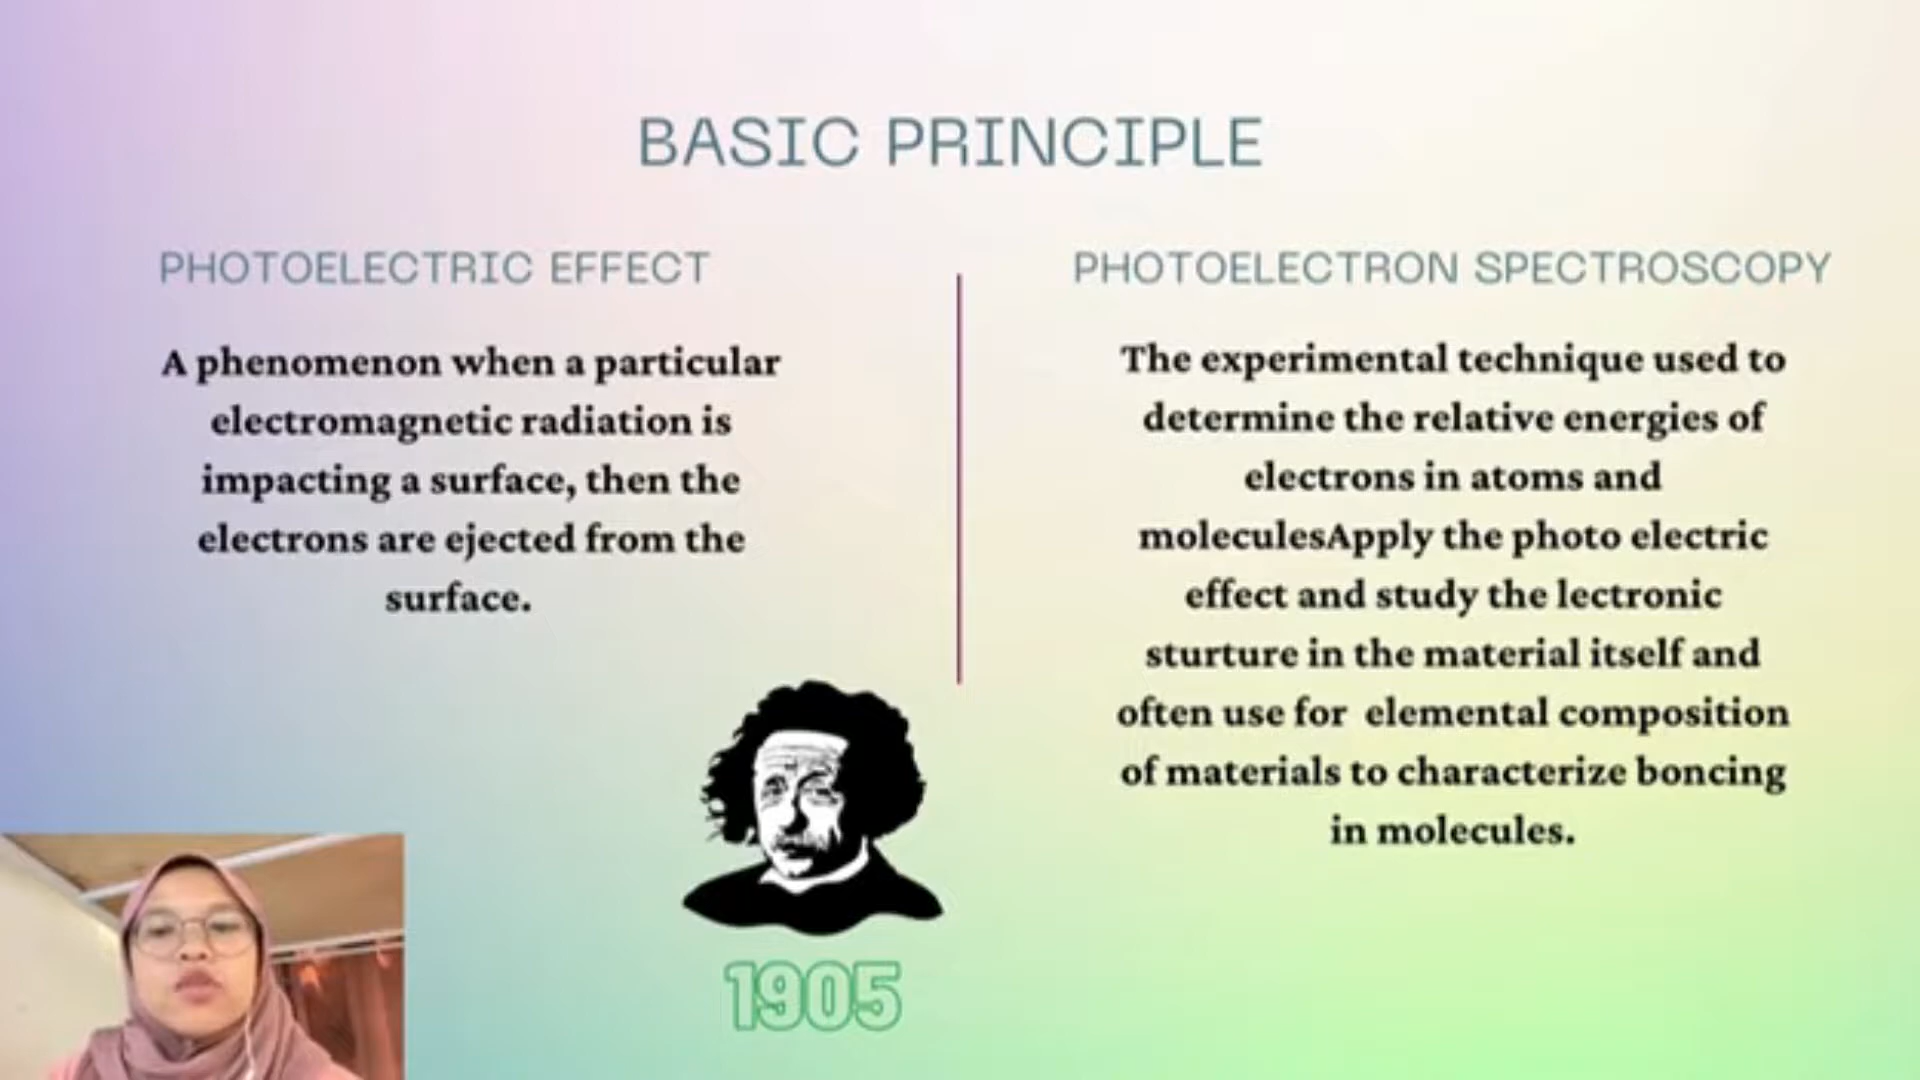 BASIC PRINCIPLE
PHOTOELECTRIC EFFECT
A phenomenon when a particular
electromagnetic radiation is
impacting a surface, then the
electrons are ejected from the
surface.
1905
PHOTOELECTRON SPECTROSCOPY
The experimental technique used to
determine the relative energies of
electrons in atoms and
moleculesApply the photo electric
effect and study the lectronic
sturture in the material itself and
often use for elemental composition
of materials to characterize boncing
in molecules.